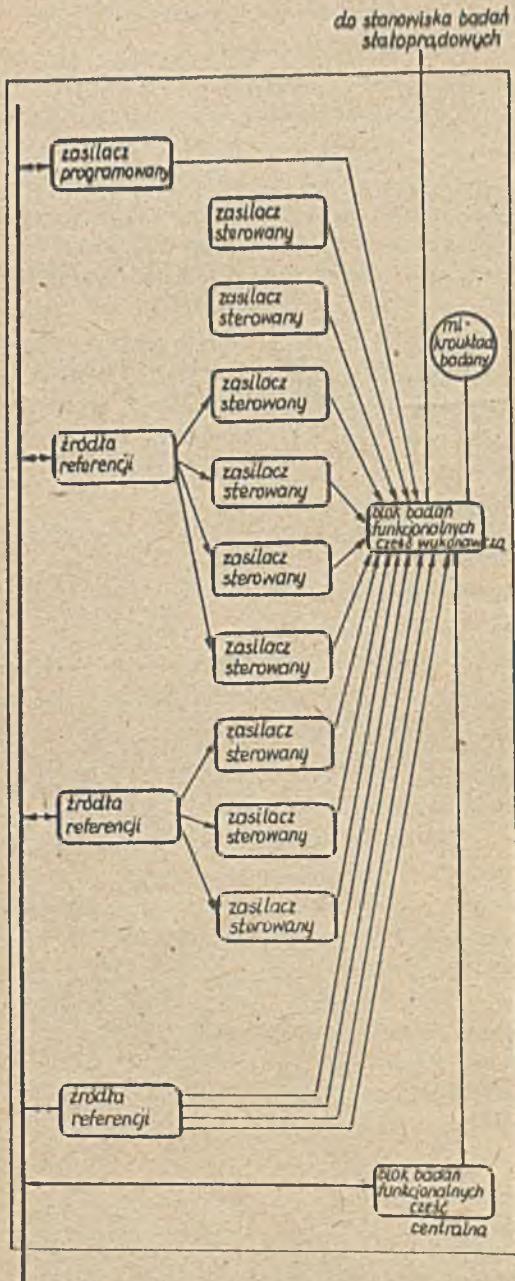 do stanowiska badań
stałoprądowych
zasilacz
programowany
zasilacz
sterowany
zasilacz
sterowany
mi-
kroukład
badany
zasilacz
sterowany
źródła
referencji
zasilacz
sterowany
blok badań
funkcjonalnych
część wykonawcza
zasilacz
sterowany
zasilacz
sterowany
zasilacz
sterowany
źródła
referencji
zasilacz
sterowany
zasilacz
sterowany
źródła
referencji
blok badań
funkcjonalnych
część
centralna